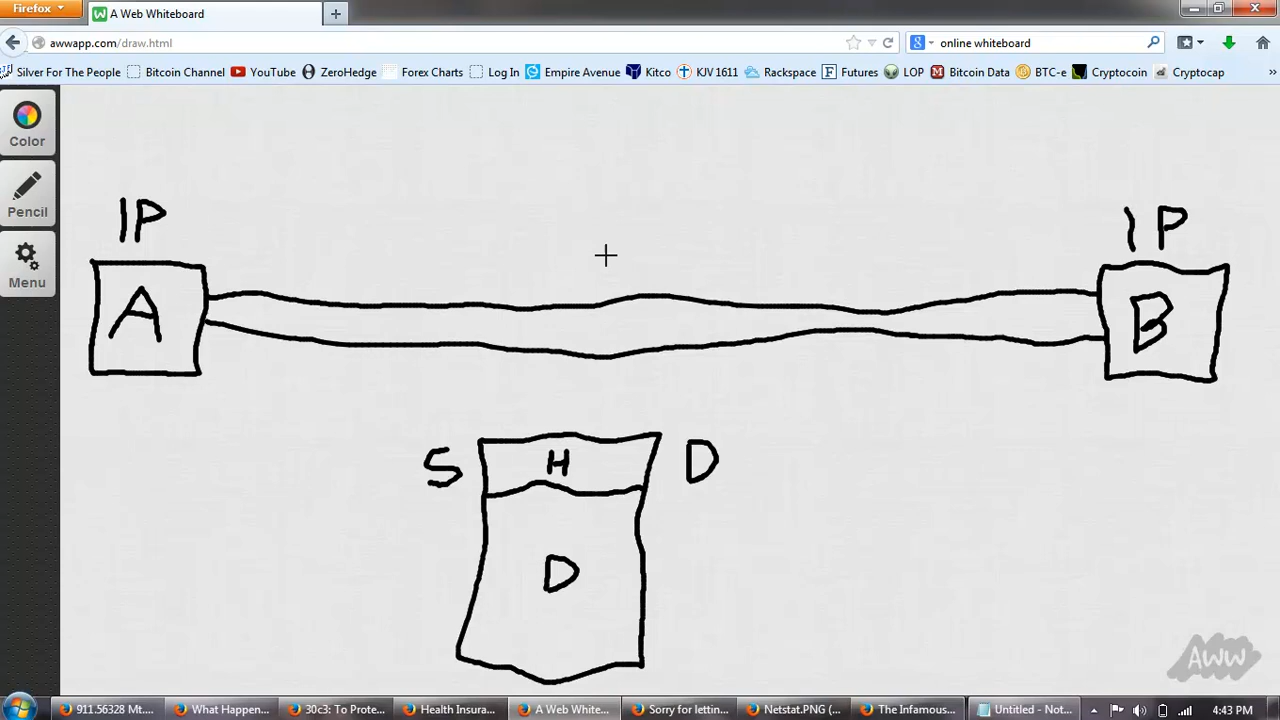 Firefox
A Web Whiteboard
awwapp.com/draw.html
online whiteboard
Silver For The People
Bitcoin Channel
YouTube
ZeroHedge
Forex Charts
Log In
Empire Avenue
Kitco
KJV 1611
Rackspace
Futures
LOP
Bitcoin Data
BTC-e
Cryptocoin
Cryptocap
»
Color
Pencil
Menu
IP
IP
A
B
S
H
D
D
AWW
911.56328 Mt....
What Happen...
30c3: To Prote...
Health Insura...
A Web White...
Sorry for lettin...
Netstat.PNG (...
The Infamous...
Untitled - Not...
4:43 PM